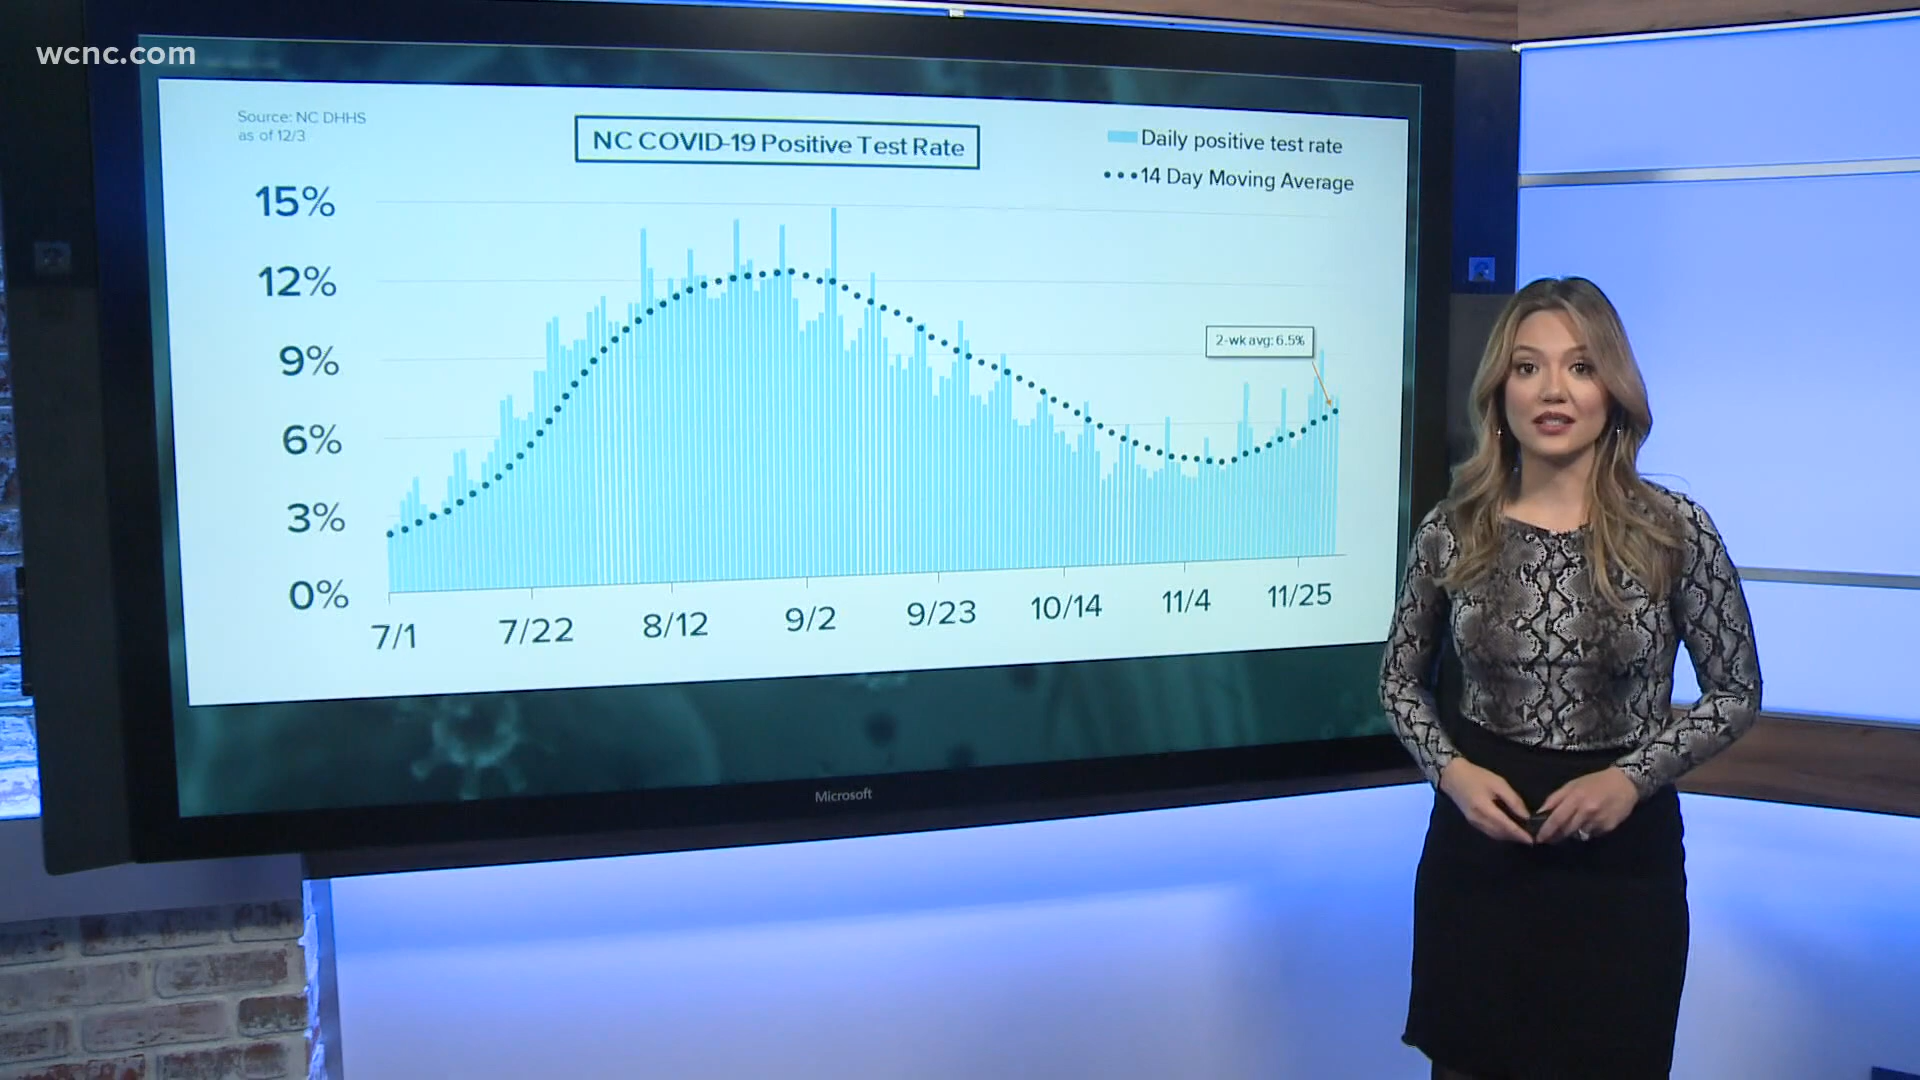 wcnc.com
Source: NC DHHS
as of 12/3
NC COVID-19 Positive Test Rate
Daily positive test rate
14 Day Moving Average
15%
12%
9%
6%
3%
0%
2-wk avg: 6.5%
7/1
7/22
8/12
9/2
9/23
10/14
11/4
11/25
Microsoft